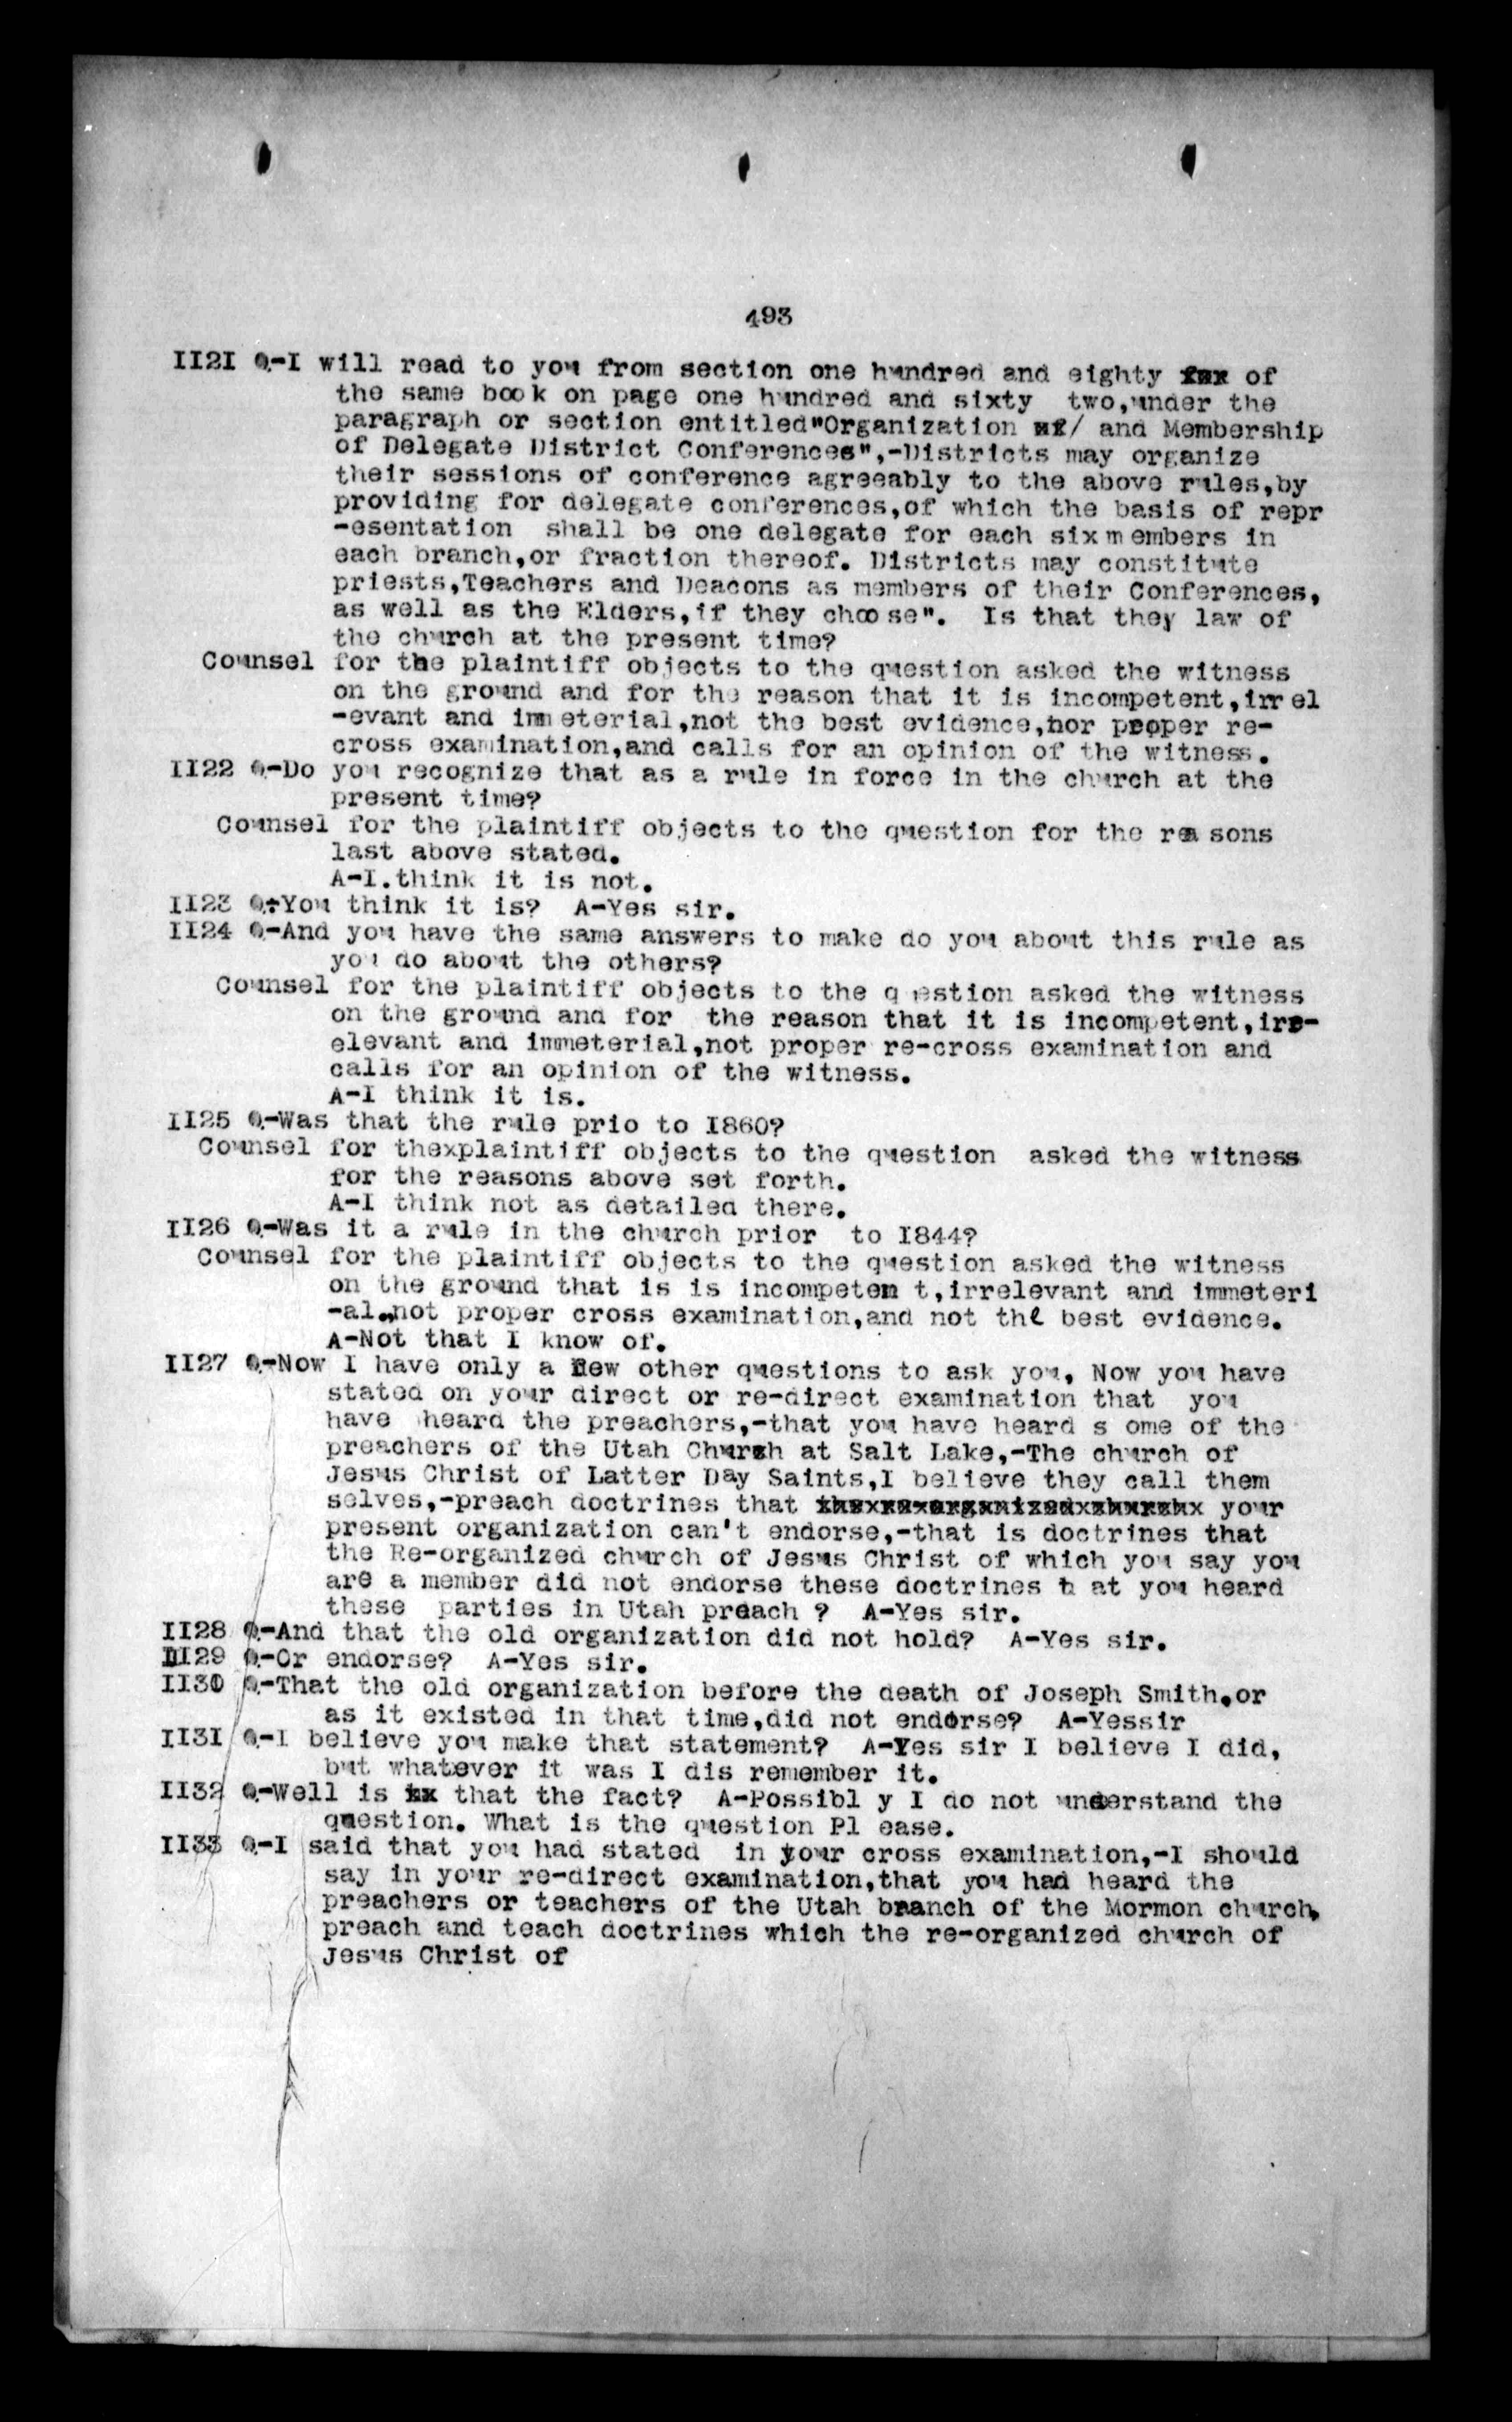 493
II2I Q-I will read to you from section one hundred and eighty of
the same book on page one hundred and sixty two,under the
paragraph or section entitled"Organization / and Membership
of Delegate District Conferences",-Districts may organize
their sessions of conference agreeably to the above rules,by
providing for delegate conferences,of which the basis of repr
-esentation shall be one delegate for each six members in
each branch,or fraction thereof. Districts may constitute
priests,Teachers and Deacons as members of their Conferences,
as well as the Elders,if they choose". Is that they law of
the church at the present time?
Counsel for the plaintiff objects to the question asked the witness
on the ground and for the reason that it is incompetent,irrel
-evant and immeterial,not the best evidence,nor proper re-
cross examination,and calls for an opinion of the witness.
II22 Q-Do you recognize that as a rule in force in the church at the
present time?
Counsel for the plaintiff objects to the question for the reasons
last above stated.
A-I.think it is not.
II23 Q-You think it is? A-Yes sir.
II24 Q-And you have the same answers to make do you about this rule as
you do about the others?
Counsel for the plaintiff objects to the question asked the witness
on the ground and for the reason that it is incompetent,irr-
elevant and immeterial,not proper re-cross examination and
calls for an opinion of the witness.
A-I think it is.
II25 Q-Was that the rule prio to I860?
Counsel for thexplaintiff objects to the question asked the witness
for the reasons above set forth.
A-I think not as detailed there.
II26 Q-Was it a rule in the church prior to I844?
Counsel for the plaintiff objects to the question asked the witness
on the ground that is is incompeten t,irrelevant and immeteri
-al,not proper cross examination,and not the best evidence.
A-Not that I know of.
II27 Q-Now I have only a few other questions to ask you, Now you have
stated on your direct or re-direct examination that you
have heard the preachers,-that you have heard s ome of the
preachers of the Utah Church at Salt Lake,-The church of
Jesus Christ of Latter Day Saints,I believe they call them
selves,-preach doctrines that your
present organization can't endorse,-that is doctrines that
the Re-organized church of Jesus Christ of which you say you
are a member did not endorse these doctrines th at you heard
these parties in Utah preach ? A-Yes sir.
II28 Q-And that the old organization did not hold? A-Yes sir.
II29 Q-Or endorse? A-Yes sir.
II30 Q-That the old organization before the death of Joseph Smith,or
as it existed in that time,did not endorse? A-Yessir
II3I Q-I believe you make that statement? A-Yes sir I believe I did,
but whatever it was I dis remember it.
II32 Q-Well is that the fact? A-Possibl y I do not understand the
question. What is the question Pl ease.
II33 Q-I said that you had stated in your cross examination,-I should
say in your re-direct examination,that you had heard the
preachers or teachers of the Utah branch of the Mormon church,
preach and teach doctrines which the re-organized church of
Jesus Christ of